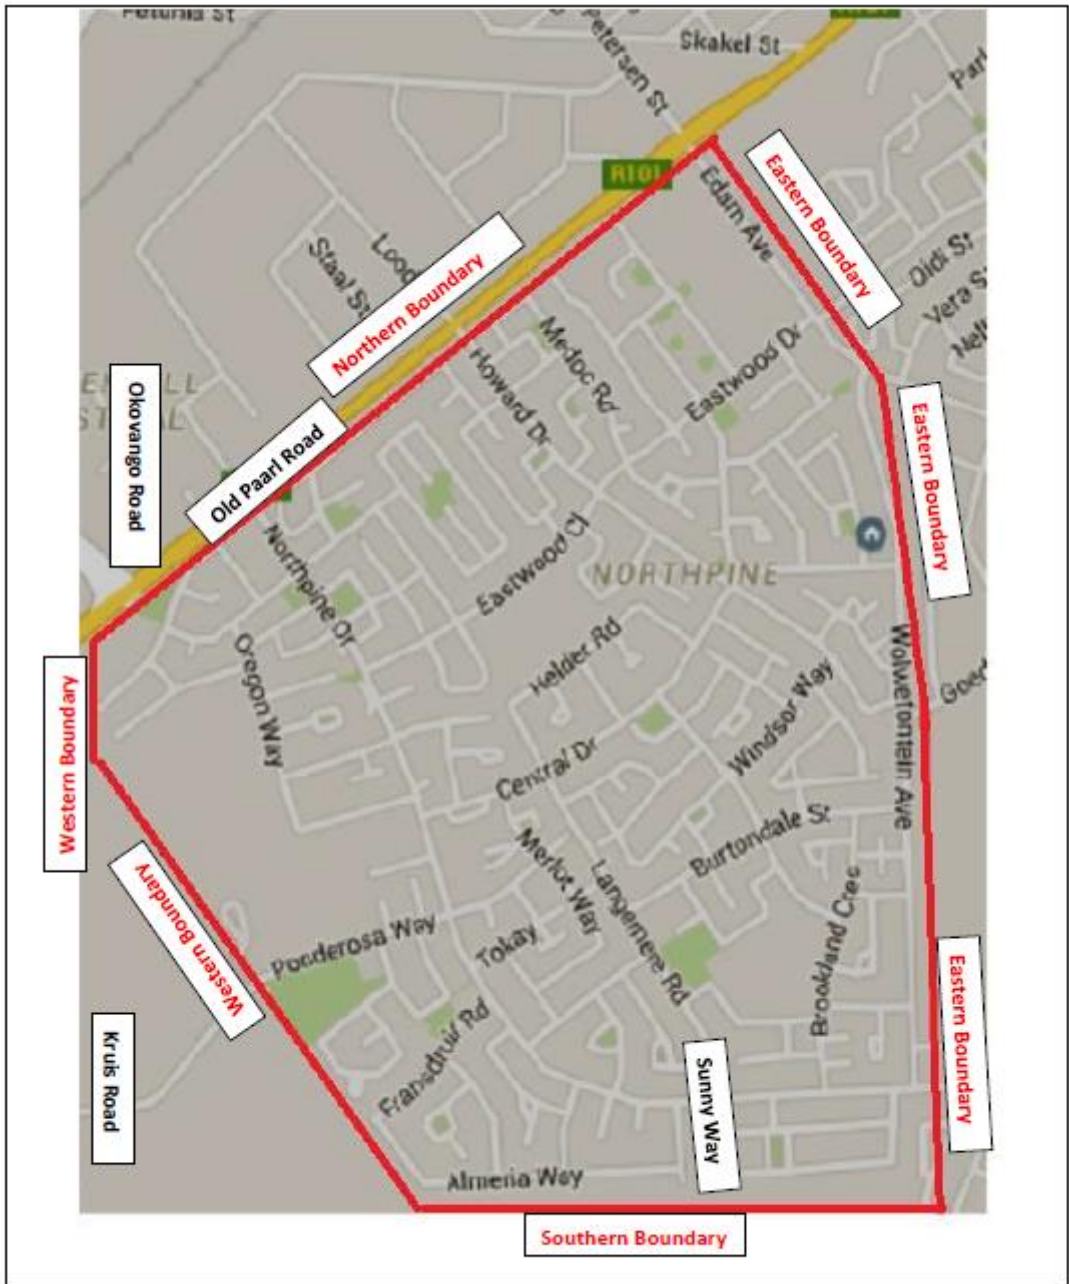 Petunia St
Petersen St
Skakel St
R101
Edam Ave
Eastern Boundary
Oldi St
Vera S
Staal St
Northern Boundary
Medoc Rd
Howard Dr
Eastwood Dr
Okovango Road
Old Paarl Road
Eastern Boundary
Northpine Dr
Eastwood Cl
NORTHPINE
Oregon Way
Helder Rd
Western Boundary
Windsor Way
Wolwefontein Ave
Central Dr
Burtondale St
Merlot Way
Langemere Rd
Brookland Cres
Western Boundary
Ponderosa Way
Tokay
Fransdruif Rd
Kruis Road
Sunny Way
Eastern Boundary
Almeria Way
Southern Boundary